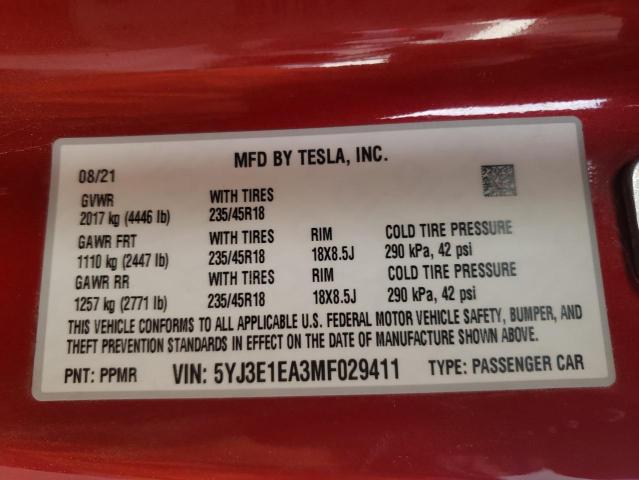 MFD BY TESLA, INC.
08/21
GVWR WITH TIRES
2017 kg (4446 lb) 235/45R18
GAWR FRT WITH TIRES RIM COLD TIRE PRESSURE
1110 kg (2447 lb) 235/45R18 18X8.5J 290 kPa, 42 psi
GAWR RR WITH TIRES RIM COLD TIRE PRESSURE
1257 kg (2771 lb) 235/45R18 18X8.5J 290 kPa, 42 psi
THIS VEHICLE CONFORMS TO ALL APPLICABLE U.S. FEDERAL MOTOR VEHICLE SAFETY, BUMPER, AND
THEFT PREVENTION STANDARDS IN EFFECT ON THE DATE OF MANUFACTURE SHOWN ABOVE.
PNT: PPMR VIN: 5YJ3E1EA3MF029411 TYPE: PASSENGER CAR